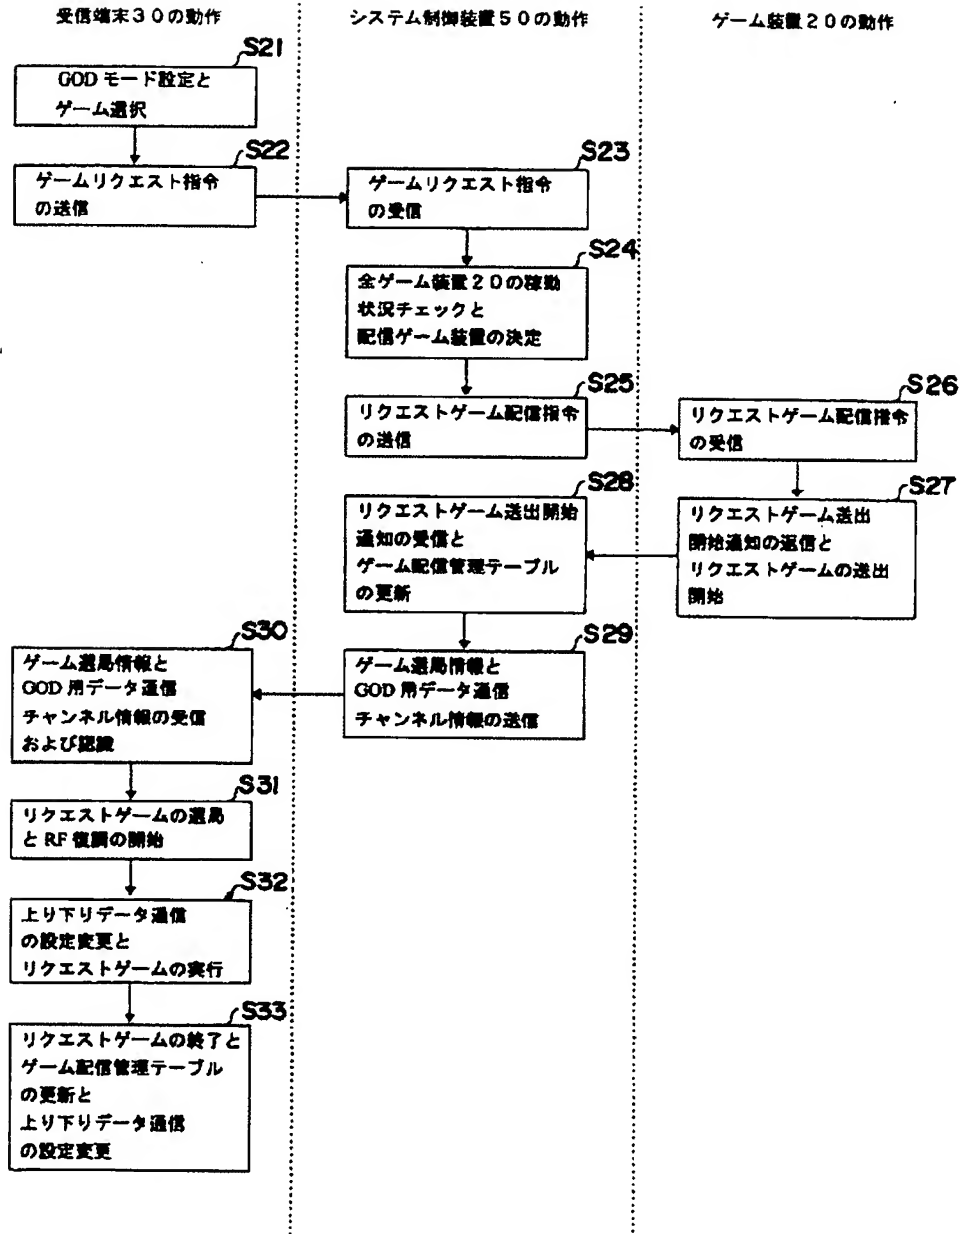 受信端末30の動作
システム制御装置50の動作
ゲーム装置20の動作
S21
GOD モード設定と
ゲーム選択
S22
ゲームリクエスト指令
の送信
S23
ゲームリクエスト指令
の受信
S24
全ゲーム装置20の稼動
状況チェックと
配信ゲーム装置の決定
S25
リクエストゲーム配信指令
の送信
S26
リクエストゲーム配信指令
の受信
S27
リクエストゲーム送出
開始通知の返信と
リクエストゲームの送出
開始
S28
リクエストゲーム送出開始
通知の受信と
ゲーム配信管理テーブル
の更新
S29
ゲーム選局情報と
GOD 用データ通信
チャンネル情報の送信
S30
ゲーム選局情報と
GOD 用データ通信
チャンネル情報の受信
および認識
S31
リクエストゲームの選局
と RF 復調の開始
S32
上り下りデータ通信
の設定変更と
リクエストゲームの実行
S33
リクエストゲームの終了と
ゲーム配信管理テーブル
の更新と
上り下りデータ通信
の設定変更